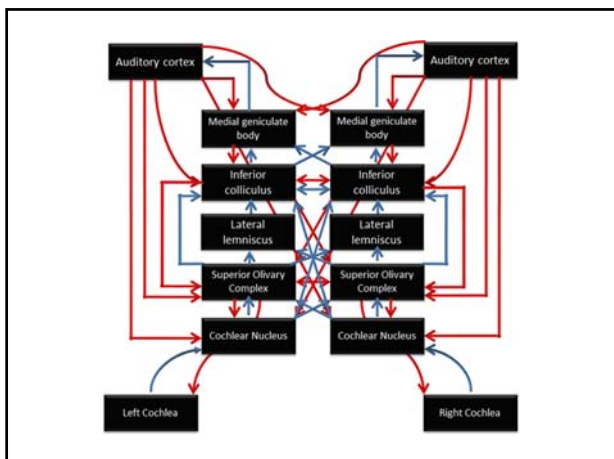 Auditory cortex
Auditory cortex
Medial geniculate
body
Medial geniculate
body
Inferior
colliculus
Inferior
colliculus
Lateral
lemniscus
Lateral
lemniscus
Superior Olivary
Complex
Superior Olivary
Complex
Cochlear Nucleus
Cochlear Nucleus
Left Cochlea
Right Cochlea